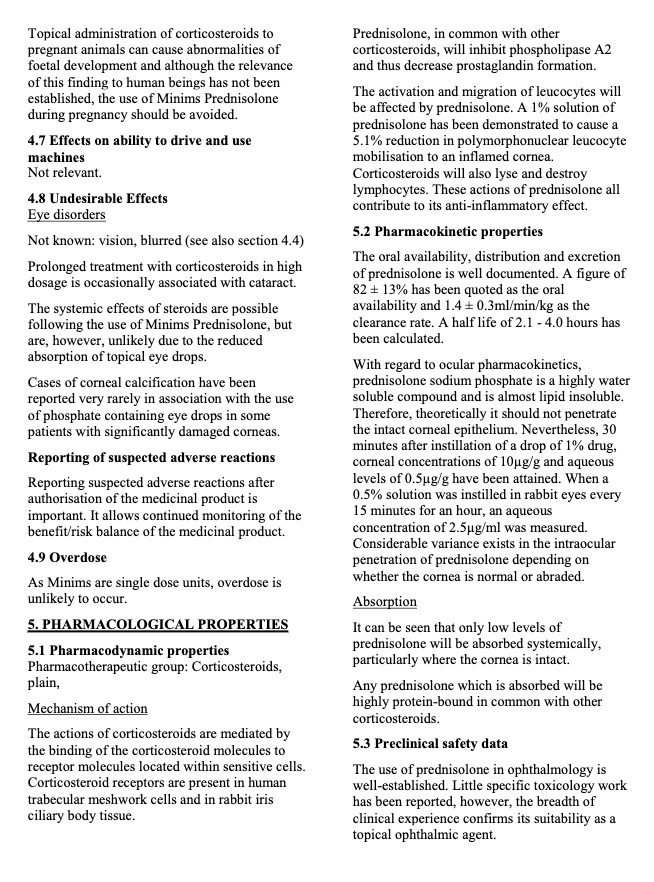 Topical administration of corticosteroids to
pregnant animals can cause abnormalities of
foetal development and although the relevance
of this finding to human beings has not been
established, the use of Minims Prednisolone
during pregnancy should be avoided.
4.7 Effects on ability to drive and use
machines
Not relevant.
4.8 Undesirable Effects
Eye disorders
Not known: vision, blurred (see also section 4.4)
Prolonged treatment with corticosteroids in high
dosage is occasionally associated with cataract.
The systemic effects of steroids are possible
following the use of Minims Prednisolone, but
are, however, unlikely due to the reduced
absorption of topical eye drops.
Cases of corneal calcification have been
reported very rarely in association with the use
of phosphate containing eye drops in some
patients with significantly damaged corneas.
Reporting of suspected adverse reactions
Reporting suspected adverse reactions after
authorisation of the medicinal product is
important. It allows continued monitoring of the
benefit/risk balance of the medicinal product.
4.9 Overdose
As Minims are single dose units, overdose is
unlikely to occur.
5. PHARMACOLOGICAL PROPERTIES
5.1 Pharmacodynamic properties
Pharmacotherapeutic group: Corticosteroids,
plain,
Mechanism of action
The actions of corticosteroids are mediated by
the binding of the corticosteroid molecules to
receptor molecules located within sensitive cells.
Corticosteroid receptors are present in human
trabecular meshwork cells and in rabbit iris
ciliary body tissue.
Prednisolone, in common with other
corticosteroids, will inhibit phospholipase A2
and thus decrease prostaglandin formation.
The activation and migration of leucocytes will
be affected by prednisolone. A 1% solution of
prednisolone has been demonstrated to cause a
5.1% reduction in polymorphonuclear leucocyte
mobilisation to an inflamed cornea.
Corticosteroids will also lyse and destroy
lymphocytes. These actions of prednisolone all
contribute to its anti-inflammatory effect.
5.2 Pharmacokinetic properties
The oral availability, distribution and excretion
of prednisolone is well documented. A figure of
82 ± 13% has been quoted as the oral
availability and 1.4 ± 0.3ml/min/kg as the
clearance rate. A half life of 2.1 - 4.0 hours has
been calculated.
With regard to ocular pharmacokinetics,
prednisolone sodium phosphate is a highly water
soluble compound and is almost lipid insoluble.
Therefore, theoretically it should not penetrate
the intact corneal epithelium. Nevertheless, 30
minutes after instillation of a drop of 1% drug,
corneal concentrations of 10µg/g and aqueous
levels of 0.5µg/g have been attained. When a
0.5% solution was instilled in rabbit eyes every
15 minutes for an hour, an aqueous
concentration of 2.5µg/ml was measured.
Considerable variance exists in the intraocular
penetration of prednisolone depending on
whether the cornea is normal or abraded.
Absorption
It can be seen that only low levels of
prednisolone will be absorbed systemically,
particularly where the cornea is intact.
Any prednisolone which is absorbed will be
highly protein-bound in common with other
corticosteroids.
5.3 Preclinical safety data
The use of prednisolone in ophthalmology is
well-established. Little specific toxicology work
has been reported, however, the breadth of
clinical experience confirms its suitability as a
topical ophthalmic agent.